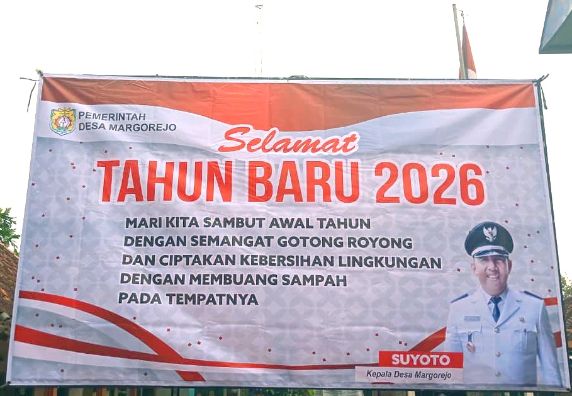 PEMERINTAH
DESA MARGOREJO
Selamat
TAHUN BARU 2026
MARI KITA SAMBUT AWAL TAHUN
DENGAN SEMANGAT GOTONG ROYONG
DAN CIPTAKAN KEBERSIHAN LINGKUNGAN
DENGAN MEMBUANG SAMPAH
PADA TEMPATNYA
SUYOTO
Kepala Desa Margorejo